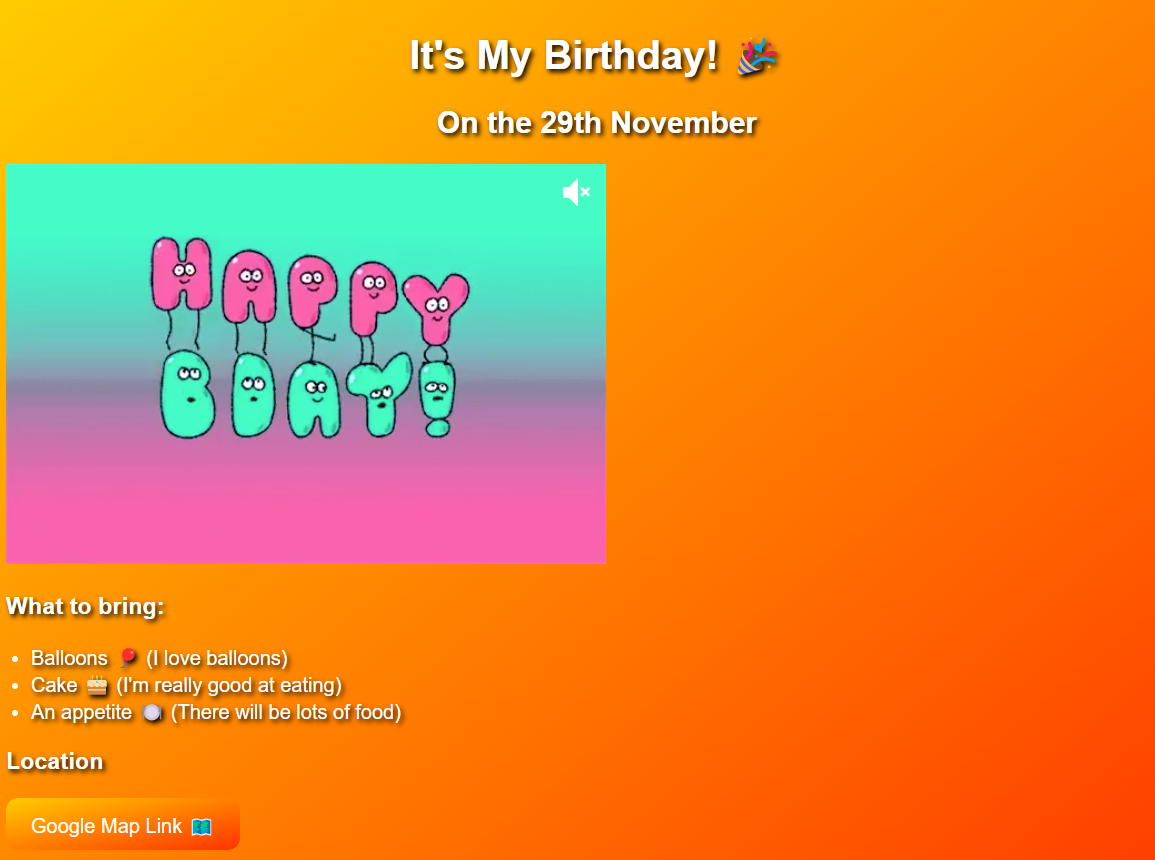 It's My Birthday! 🎉
On the 29th November
HAPPY
BDAY!
What to bring:
• Balloons 🎈 (I love balloons)
• Cake 🎂 (I'm really good at eating)
• An appetite 🍽️ (There will be lots of food)
Location
Google Map Link 🗺️